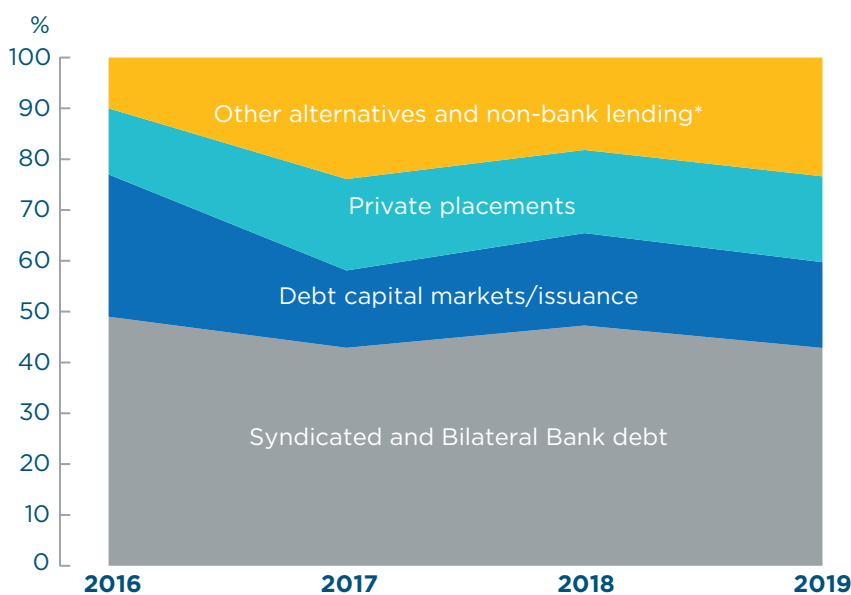 %
100
90
80
70
60
50
40
30
20
10
0
Other alternatives and non-bank lending*
Private placements
Debt capital markets/issuance
Syndicated and Bilateral Bank debt
2016 2017 2018 2019